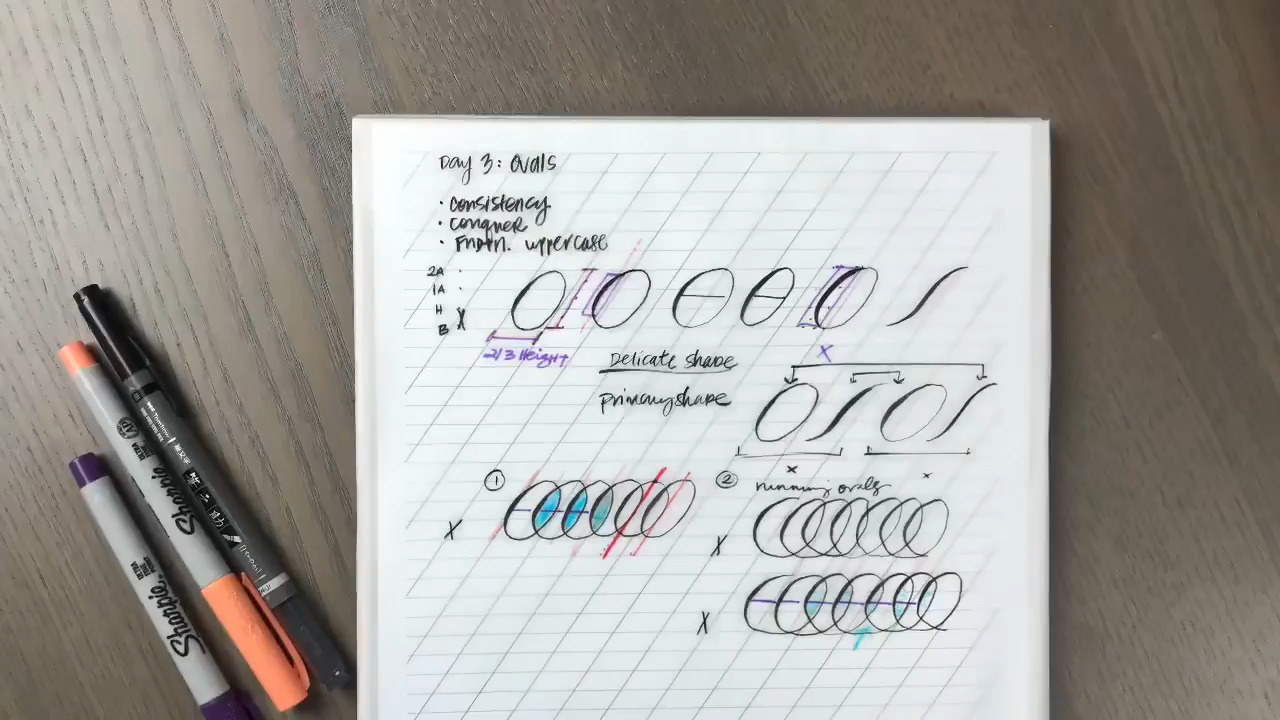 Day 3: Ovals
• consistency
• conquer
• Fndtn. uppercase
2A
1A
H
B
X
2/3 Height
Delicate shape
X
primary shape
x
x
1
X
2
running ovals
X
X
Sharpie
Sharpie